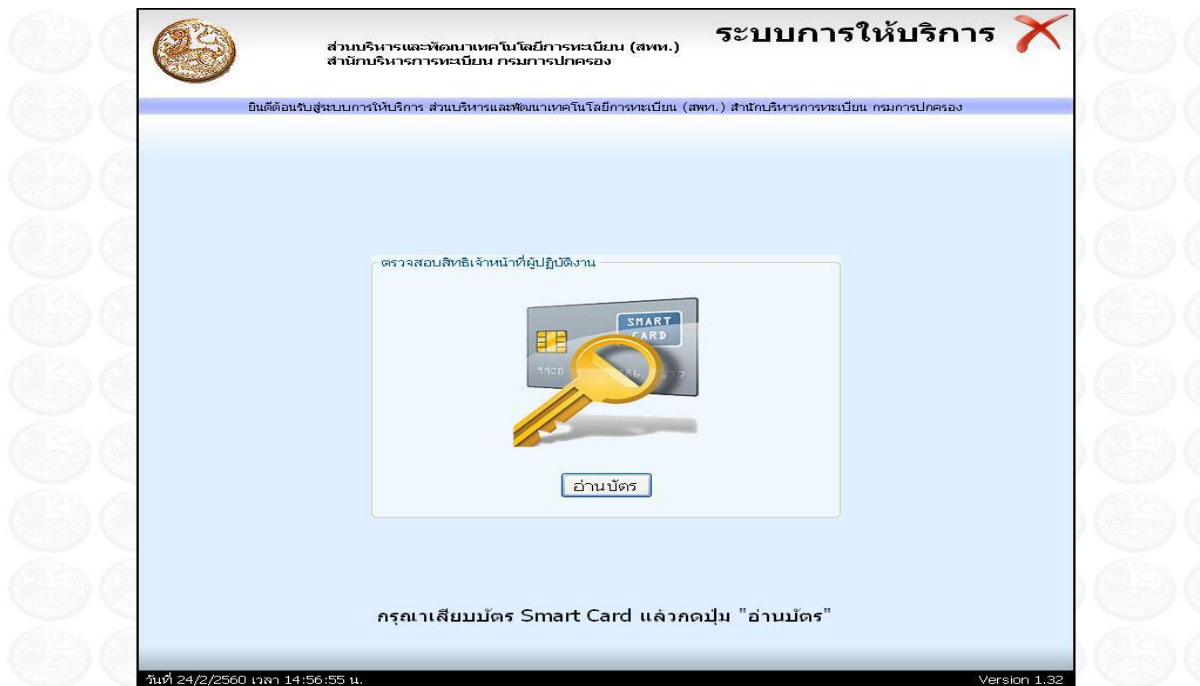 ส่วนบริหารและพัฒนาเทคโนโลยีการทะเบียน (สพท.)
สำนักบริหารการทะเบียน กรมการปกครอง
ระบบการให้บริการ
ยินดีต้อนรับสู่ระบบการให้บริการ ส่วนบริหารและพัฒนาเทคโนโลยีการทะเบียน (สพท.) สำนักบริหารการทะเบียน กรมการปกครอง
ตรวจสอบสิทธิเจ้าหน้าที่ผู้ปฏิบัติงาน
SMART
CARD
อ่านบัตร
กรุณาเสียบบัตร Smart Card แล้วกดปุ่ม "อ่านบัตร"
วันที่ 24/2/2560 เวลา 14:56:55 น.
Version 1.32